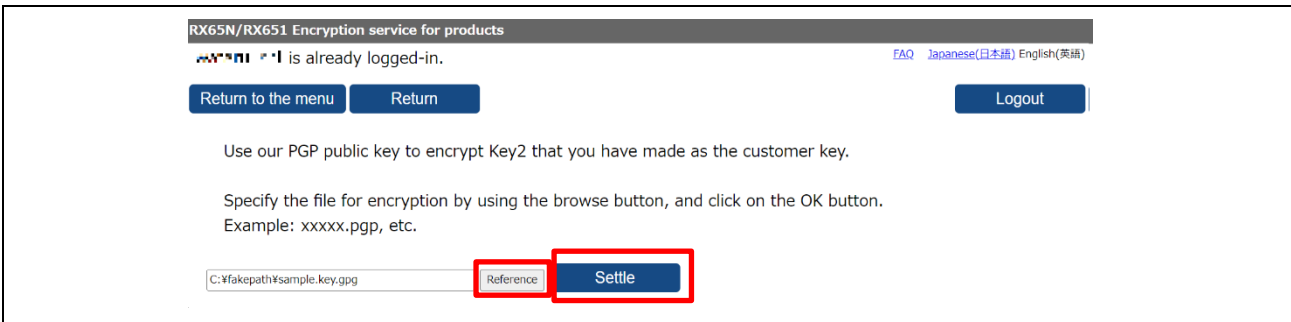 RX65N/RX651 Encryption service for products
is already logged-in.
FAQ Japanese(日本語) English(英語)
Return to the menu Return Logout
Use our PGP public key to encrypt Key2 that you have made as the customer key.
Specify the file for encryption by using the browse button, and click on the OK button.
Example: xxxxx.pgp, etc.
C:¥fakepath¥sample.key.gpg Reference Settle